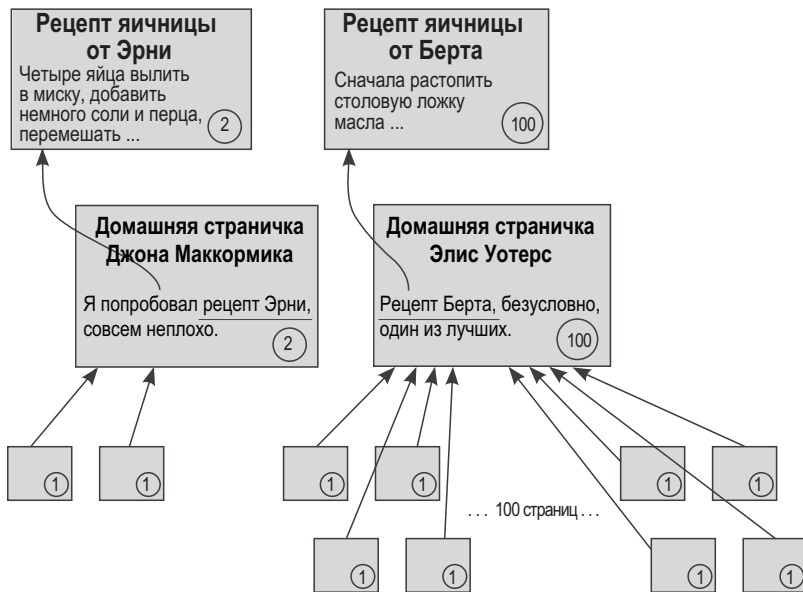 Рецепт яичницы
от Эрни
Четыре яйца вылить
в миску, добавить
немного соли и перца,
перемешать ...
2
Рецепт яичницы
от Берта
Сначала растопить
столовую ложку
масла ...
100
Домашняя страничка
Джона Маккормика
Я попробовал рецепт Эрни,
совсем неплохо.
2
Домашняя страничка
Элис Уотерс
Рецепт Берта, безусловно,
один из лучших.
100
1
1
1
1
1
1
. . . 100 страниц . . .
1
1
1
1